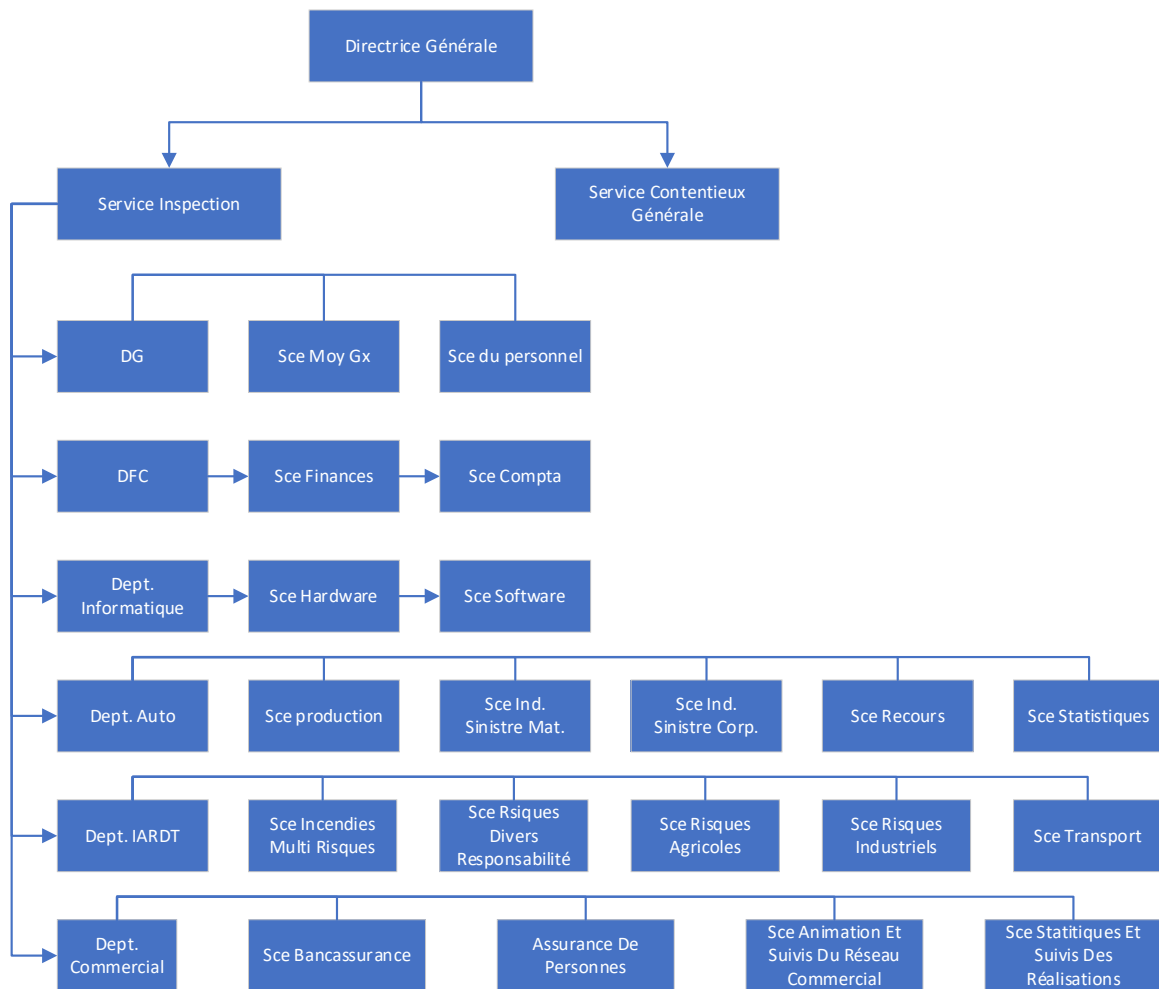 Directrice Générale
Service Inspection
Service Contentieux
Générale
DG
Sce Moy Gx
Sce du personnel
DFC
Sce Finances
Sce Compta
Dept.
Informatique
Sce Hardware
Sce Software
Dept. Auto
Sce production
Sce Ind.
Sinistre Mat.
Sce Ind.
Sinistre Corp.
Sce Recours
Sce Statistiques
Dept. IARDT
Sce Incendies
Multi Risques
Sce Rsiques
Divers
Responsabilité
Sce Risques
Agricoles
Sce Risques
Industriels
Sce Transport
Dept.
Commercial
Sce Bancassurance
Assurance De
Personnes
Sce Animation Et
Suivis Du Réseau
Commercial
Sce Statitiques Et
Suivis Des
Réalisations